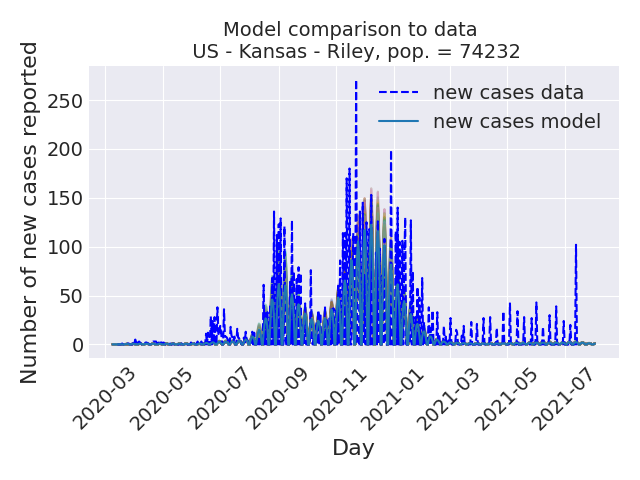 Model comparison to data
US - Kansas - Riley, pop. = 74232
Number of new cases reported
250
200
150
100
50
0
new cases data
new cases model
2020-03
2020-05
2020-07
2020-09
2020-11
2021-01
2021-03
2021-05
2021-07
Day